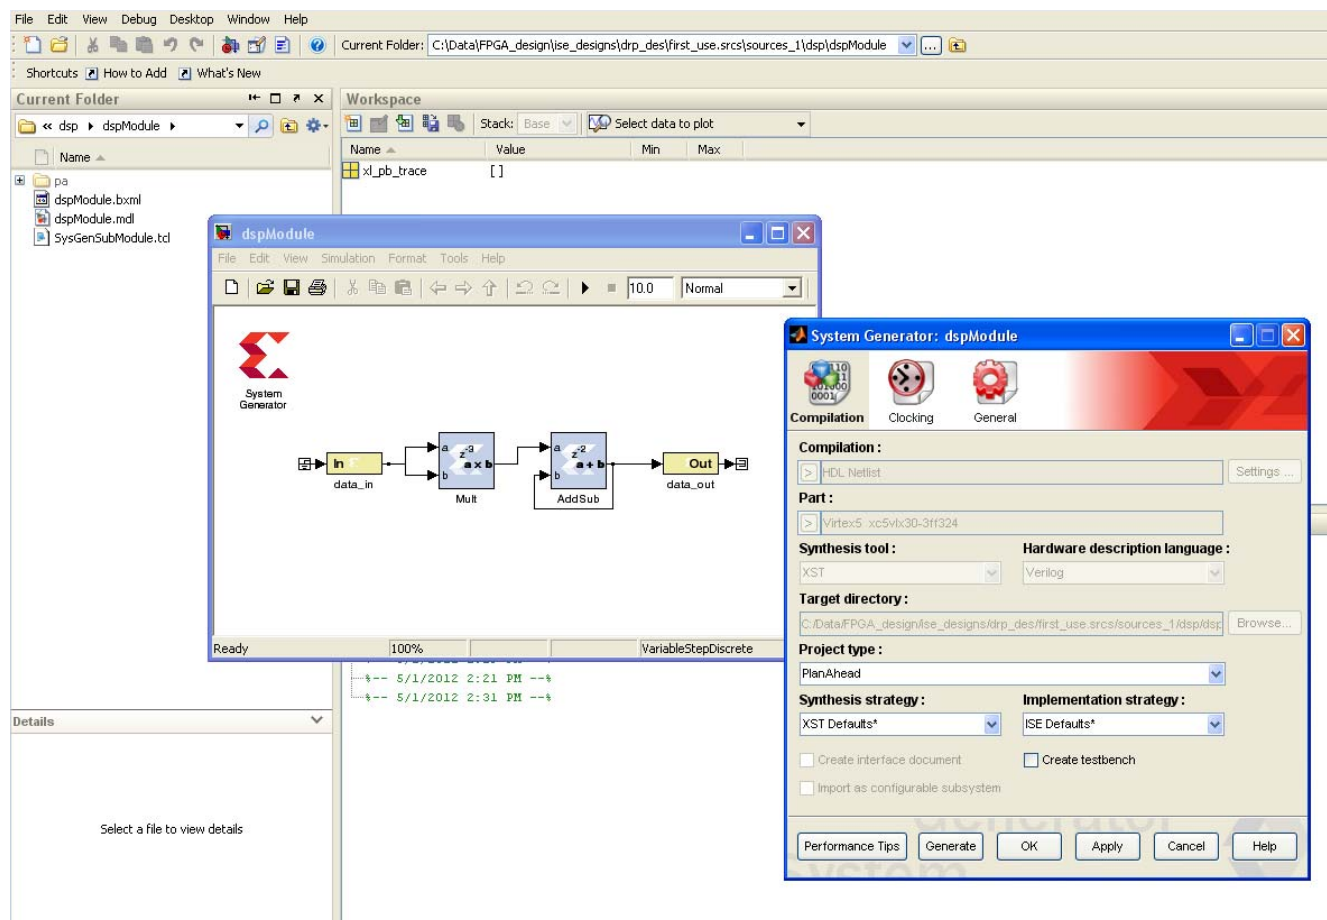 File Edit View Debug Desktop Window Help
Current Folder: C:\Data\FPGA_design\ise_designs\drp_des\first_use.srcs\sources_1\dsp\dspModule
Shortcuts How to Add What's New
Current Folder
« dsp dspModule
Name
pa
dspModule.bxml
dspModule.mdl
SysGenSubModule.tcl
Workspace
Stack: Base Select data to plot
Name Value Min Max
xl_pb_trace [ ]
dspModule
File Edit View Simulation Format Tools Help
10.0 Normal
System
Generator
In
data_in
a
b
z-3
a x b
Mult
a
b
z-2
a + b
AddSub
Out
data_out
Ready 100% VariableStepDiscrete
%-- 5/1/2012 2:21 PM --%
%-- 5/1/2012 2:31 PM --%
Details
Select a file to view details
System Generator: dspModule
Compilation Clocking General
Compilation :
> HDL Netlist Settings ...
Part :
> Virtex5 xc5vlx30-3ff324
Synthesis tool : Hardware description language :
XST Verilog
Target directory :
C:/Data/FPGA_design/ise_designs/drp_des/first_use.srcs/sources_1/dsp/dsp Browse...
Project type :
PlanAhead
Synthesis strategy : Implementation strategy :
XST Defaults* ISE Defaults*
Create interface document Create testbench
Import as configurable subsystem
Performance Tips Generate OK Apply Cancel Help